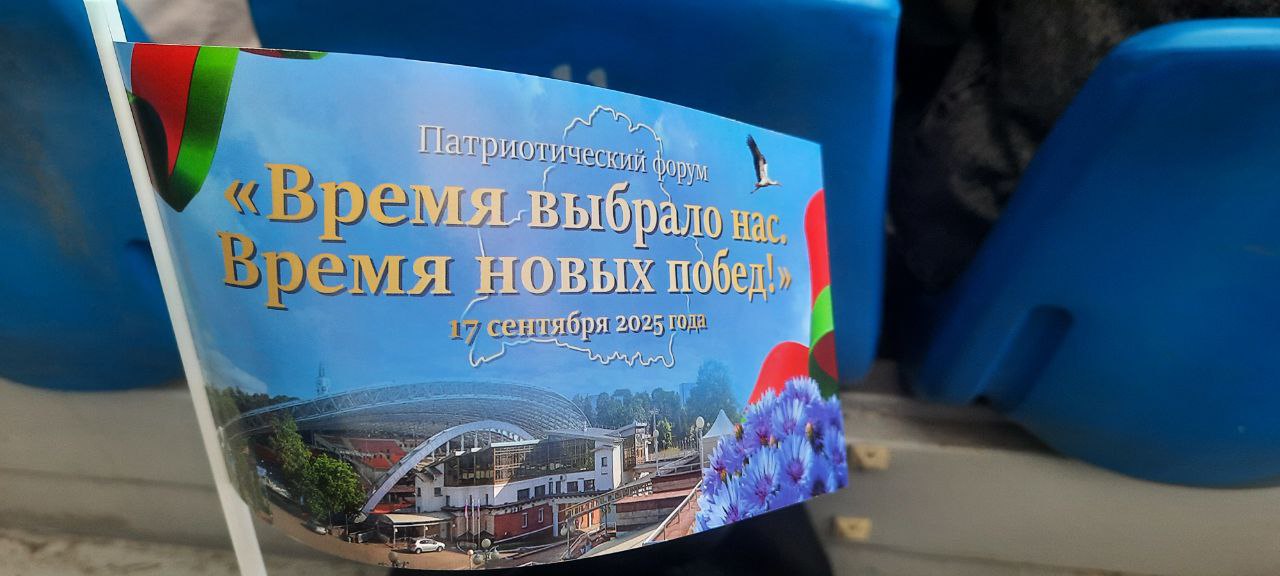 Патриотический форум
«Время выбрало нас.
Время новых побед!»
17 сентября 2025 года